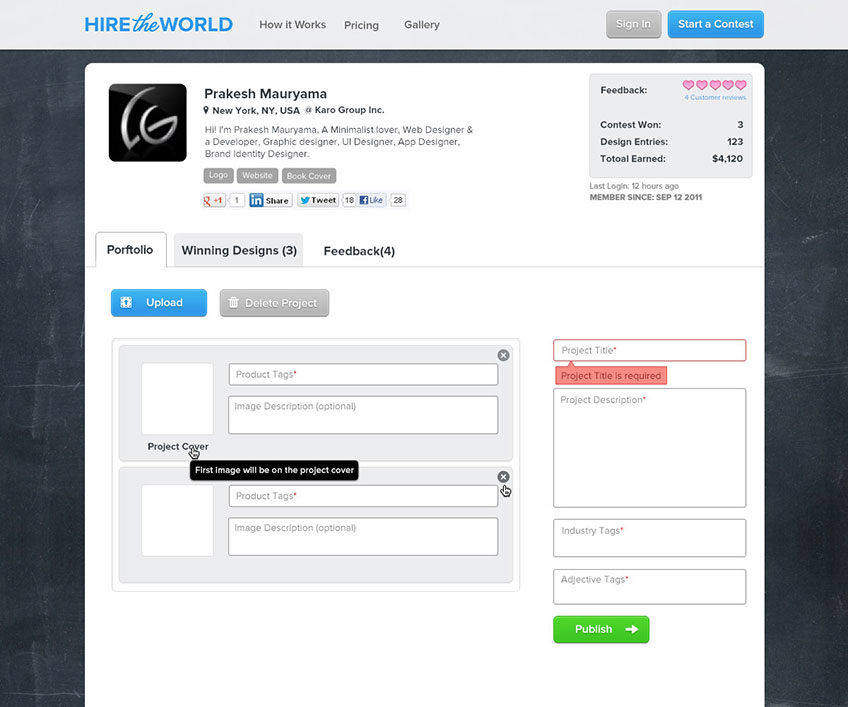 HIREtheWORLD
How it Works
Pricing
Gallery
Sign In
Start a Contest
Prakesh Mauryama
New York, NY, USA @ Karo Group Inc.
Hi! I'm Prakesh Mauryama, A Minimalist lover, Web Designer &
a Developer, Graphic designer, UI Designer, App Designer,
Brand Identity Designer.
Logo
Website
Book Cover
+1
1
in Share
Tweet
18
Like
28
Feedback:
4 Customer reviews
Contest Won: 3
Design Entries: 123
Totoal Earned: $4,120
Last Login: 12 hours ago
MEMBER SINCE: SEP 12 2011
Porftolio
Winning Designs (3)
Feedback(4)
Upload
Delete Project
Product Tags*
Image Description (optional)
Project Cover
First image will be on the project cover
Product Tags*
Image Description (optional)
Project Title*
Project Title is required
Project Description*
Industry Tags*
Adjective Tags*
Publish